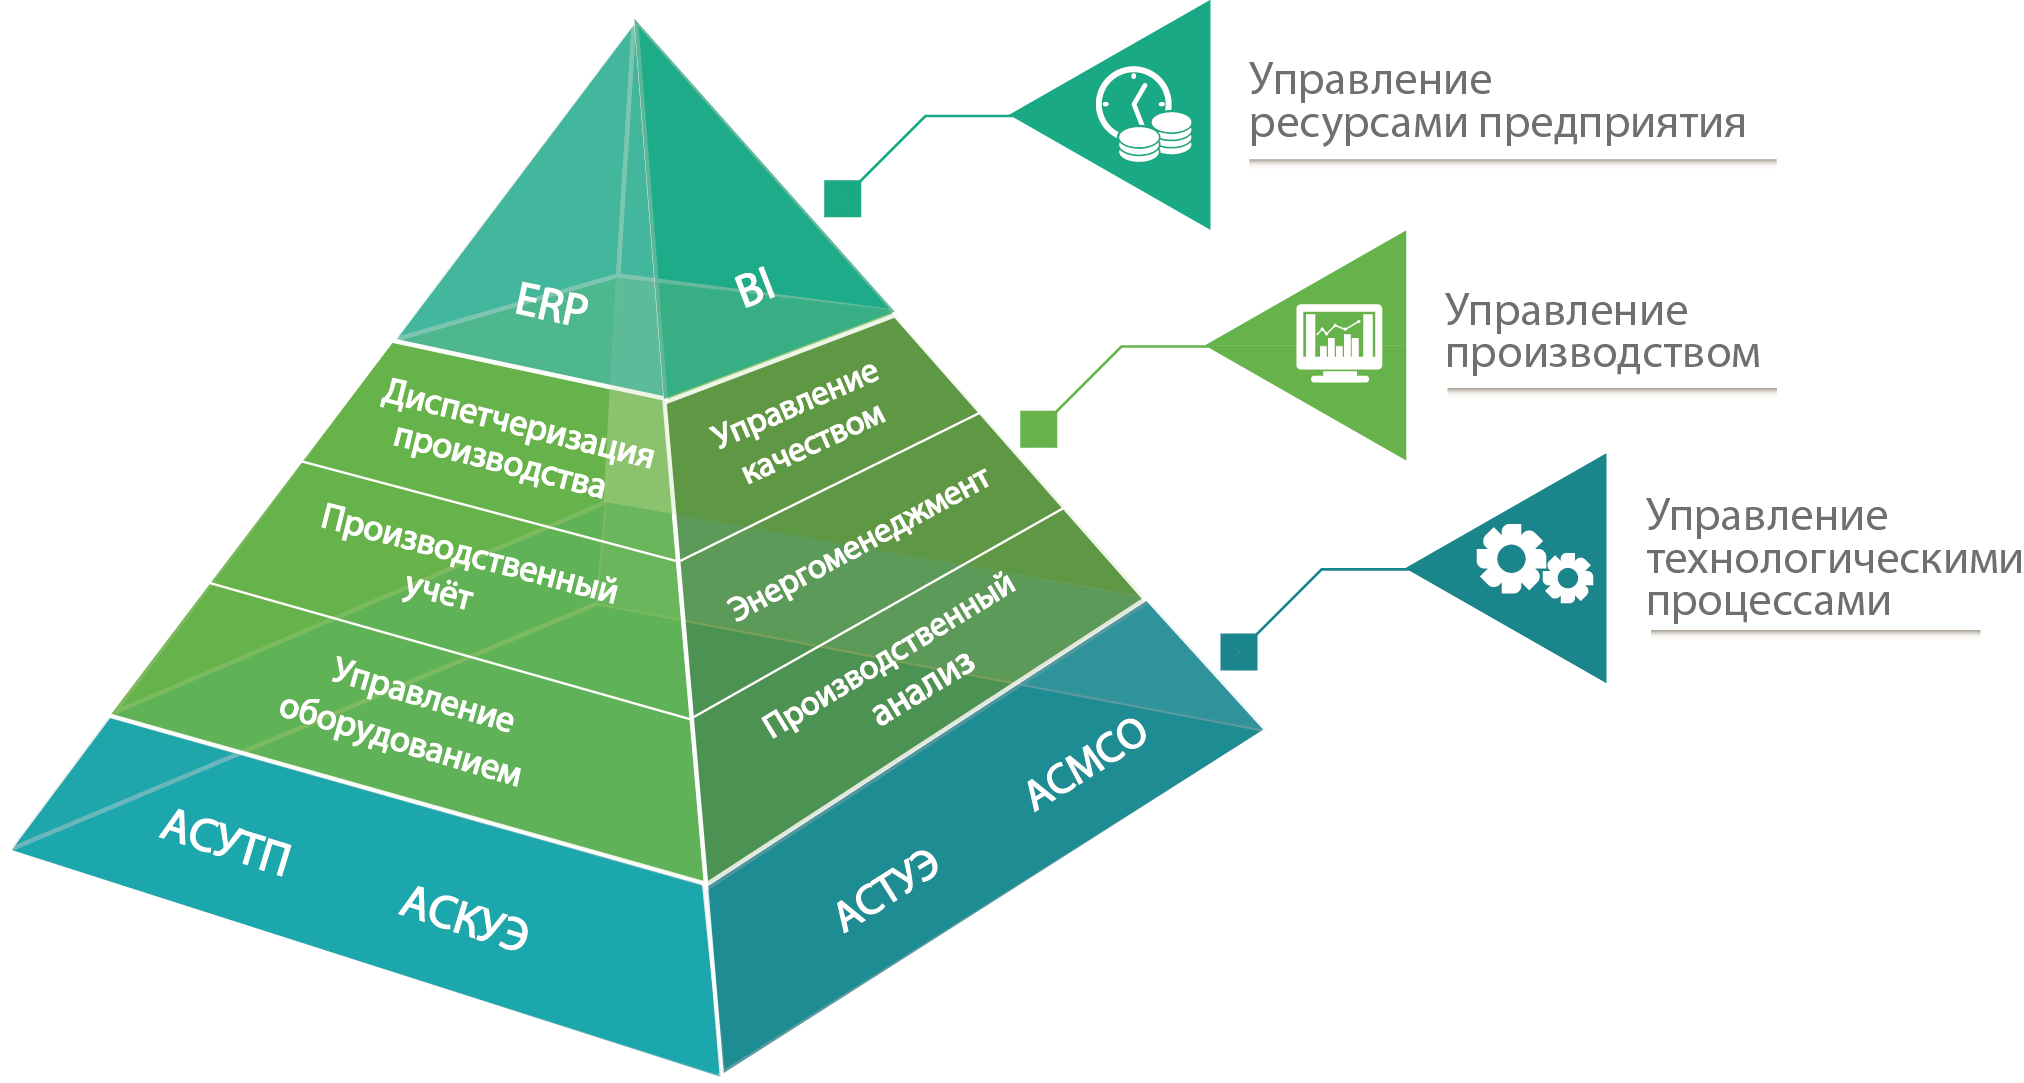 ERP
BI
Диспетчеризация
производства
Управление
качеством
Производственный
учёт
Энергоменеджмент
Управление
оборудованием
Производственный
анализ
АСУТП
АСКУЭ
АСТУЭ
АСМСО
Управление
ресурсами предприятия
Управление
производством
Управление
технологическими
процессами